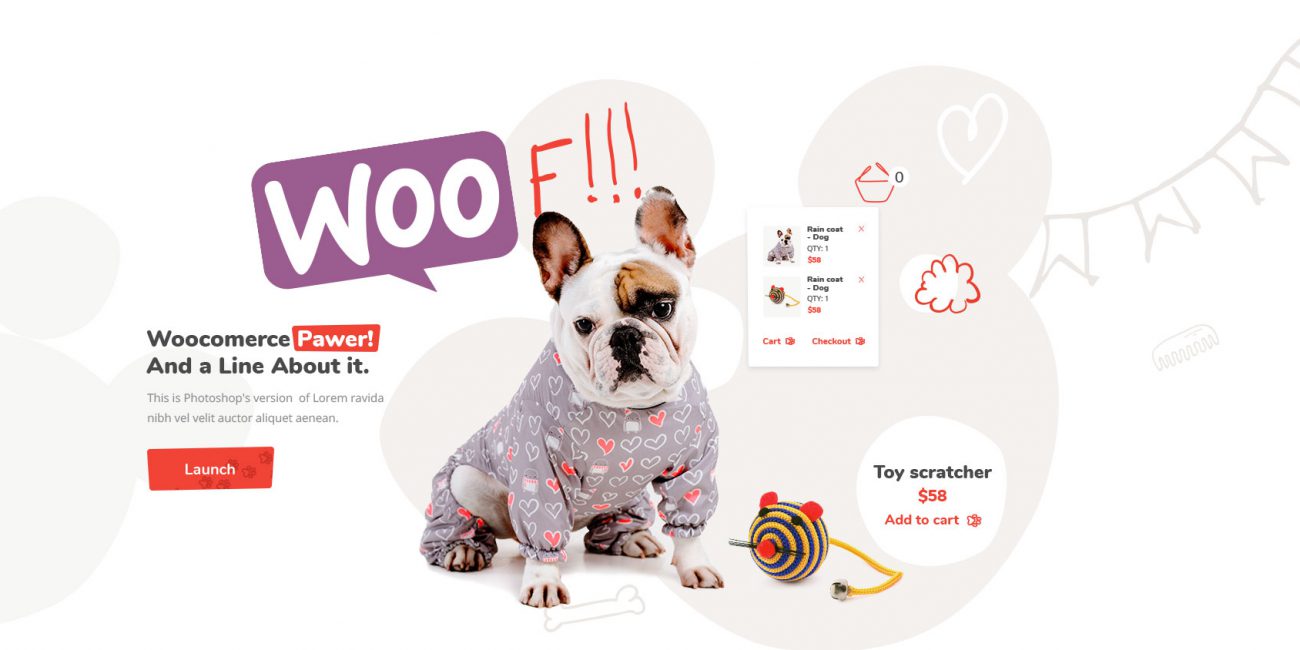 WOO
F!!!
Woocomerce Pawer!
And a Line About it.
This is Photoshop's version of Lorem ravida
nibh vel velit auctor aliquet aenean.
Launch
0
Rain coat
- Dog
X
QTY: 1
$58
Rain coat
- Dog
X
QTY: 1
$58
Cart
Checkout
Toy scratcher
$58
Add to cart